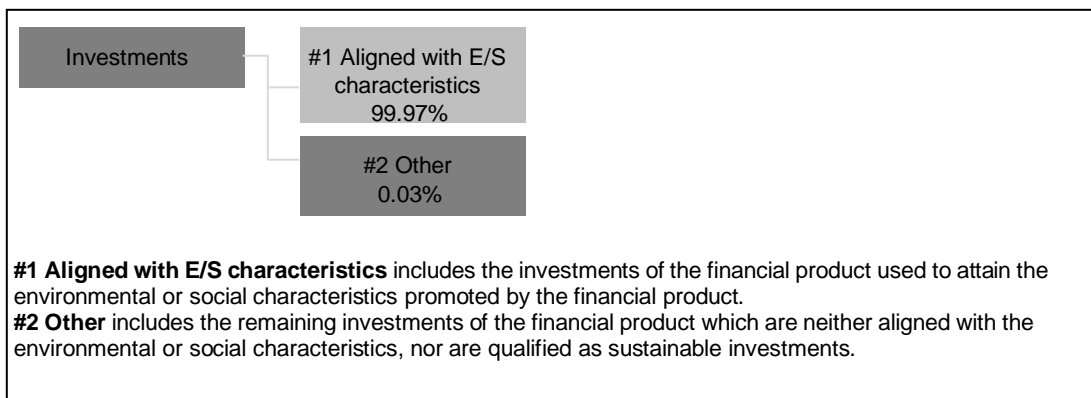 Investments
#1 Aligned with E/S
characteristics
99.97%
#2 Other
0.03%
#1 Aligned with E/S characteristics includes the investments of the financial product used to attain the
environmental or social characteristics promoted by the financial product.
#2 Other includes the remaining investments of the financial product which are neither aligned with the
environmental or social characteristics, nor are qualified as sustainable investments.